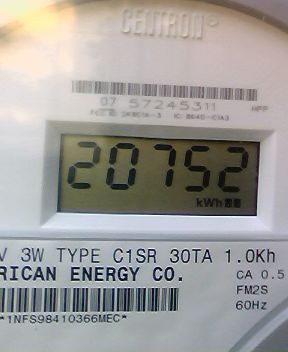 CENTRON®
07 57245311 HPP
20752
kWh
V 3W TYPE C1SR 30TA 1.0Kh
RICAN ENERGY CO.
CA 0.5
FM2S
60Hz
*1NFS98410366MEC*